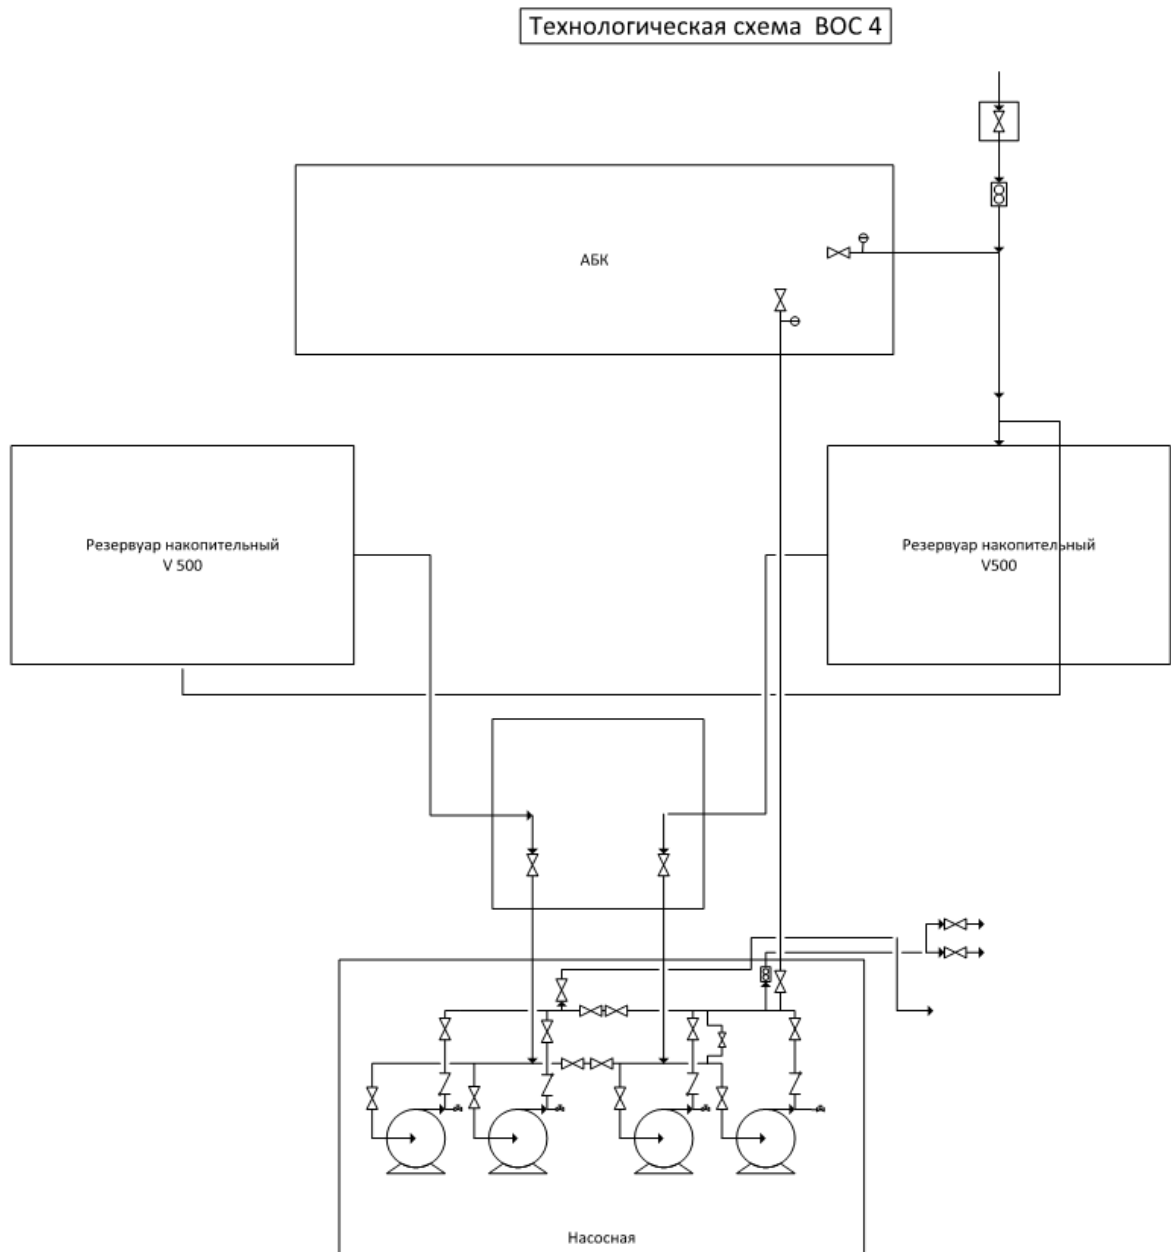 Технологическая схема ВОС 4
АБК
Резервуар накопительный
V 500
Резервуар накопительный
V500
Насосная